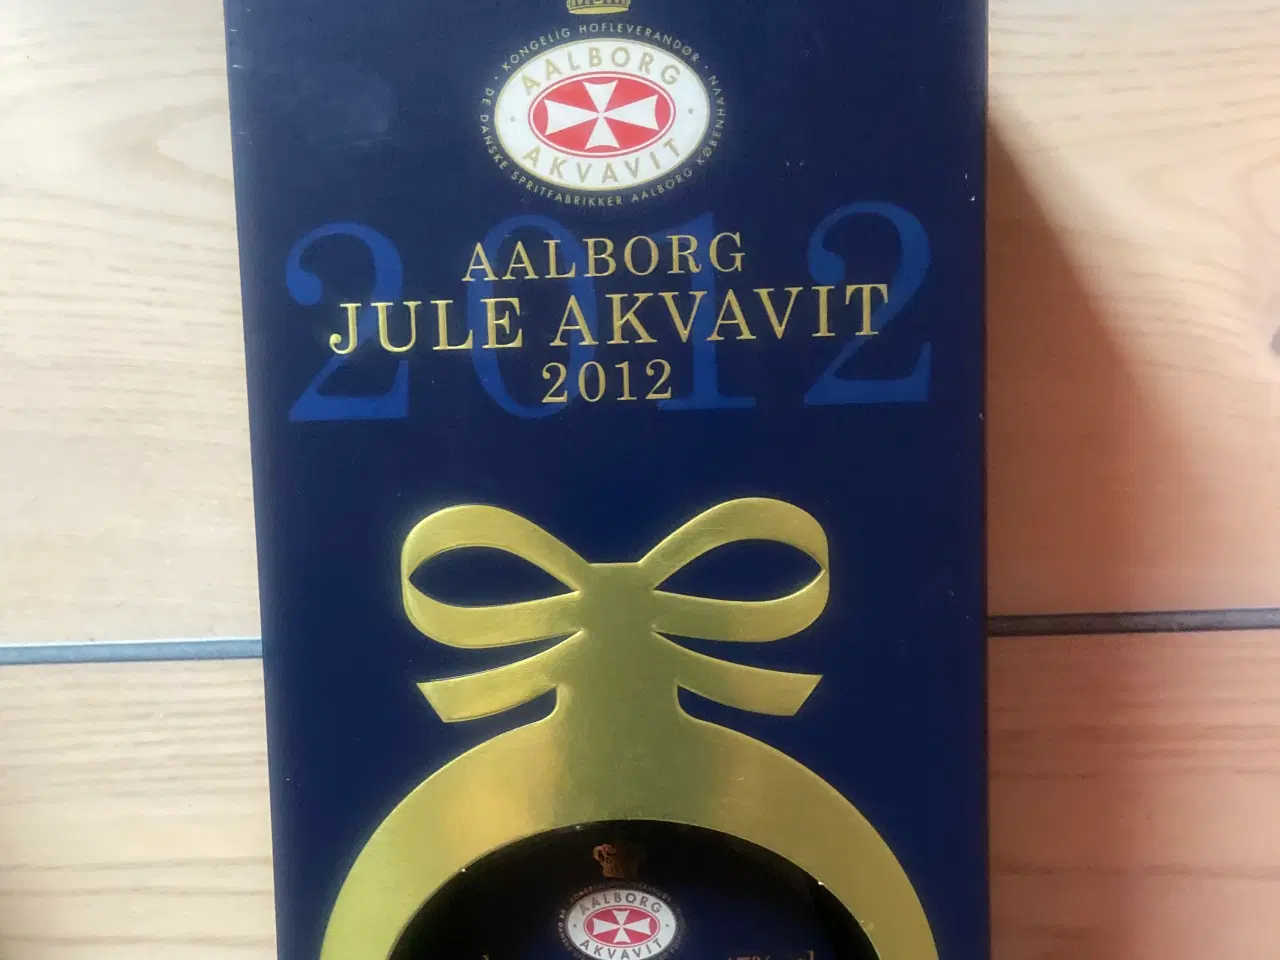 KONGELIG HOFLEVERANDØR
AALBORG
AKVAVIT
DE DANSKE SPRITFABRIKKER AALBORG KØBENHAVN
2012
AALBORG
JULE AKVAVIT
2012
AALBORG
AKVAVIT